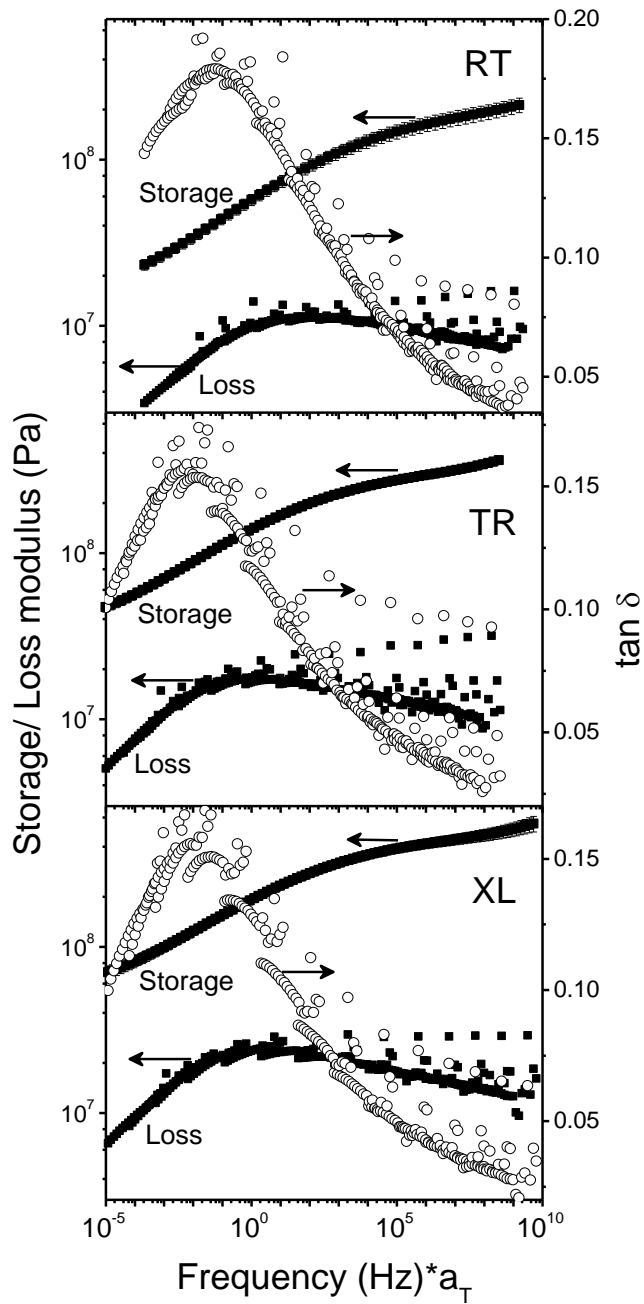 0.20
RT
10^8
0.15
Storage
0.10
10^7
Loss
0.05
Storage/ Loss modulus (Pa)
TR
0.15
10^8
0.10
Storage
tan δ
10^7
0.05
Loss
XL
0.15
10^8
Storage
0.10
10^7
Loss
0.05
10^-5 10^0 10^5 10^10
Frequency (Hz)*a_T